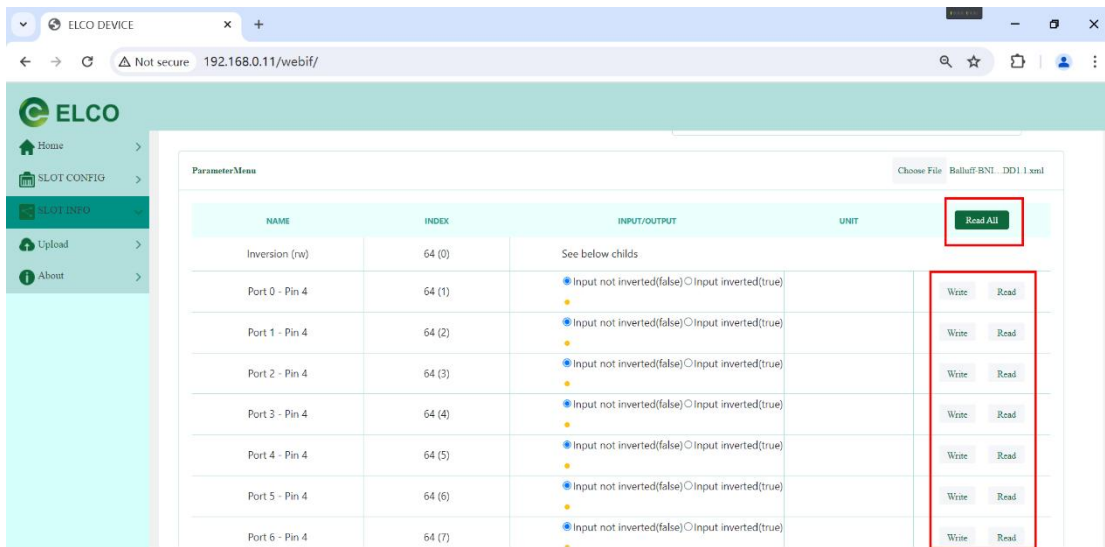 ELCO DEVICE
Not secure 192.168.0.11/webif/
ELCO
Home
SLOT CONFIG
SLOT INFO
Upload
About
ParameterMenu
Choose File Balluff-BNI...DD1.1.xml
NAME INDEX INPUT/OUTPUT UNIT Read All
Inversion (rw) 64 (0) See below childs
Port 0 - Pin 4 64 (1) Input not inverted(false) Input inverted(true) Write Read
Port 1 - Pin 4 64 (2) Input not inverted(false) Input inverted(true) Write Read
Port 2 - Pin 4 64 (3) Input not inverted(false) Input inverted(true) Write Read
Port 3 - Pin 4 64 (4) Input not inverted(false) Input inverted(true) Write Read
Port 4 - Pin 4 64 (5) Input not inverted(false) Input inverted(true) Write Read
Port 5 - Pin 4 64 (6) Input not inverted(false) Input inverted(true) Write Read
Port 6 - Pin 4 64 (7) Input not inverted(false) Input inverted(true) Write Read